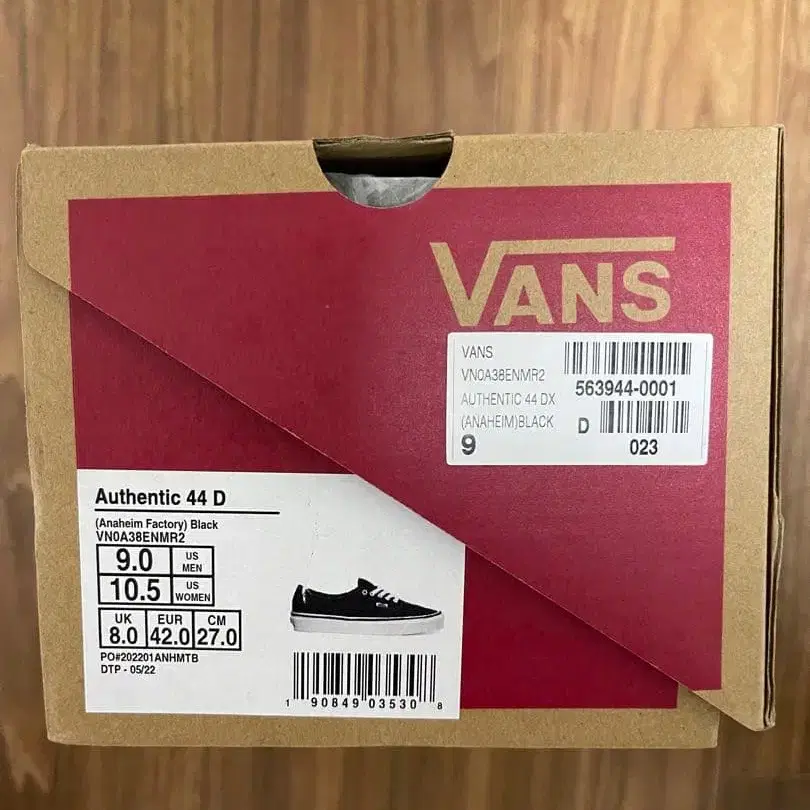 VANS
VANS
VN0A38ENMR2
AUTHENTIC 44 DX
(ANAHEIM)BLACK
9
563944-0001
D
023
Authentic 44 D
(Anaheim Factory) Black
VN0A38ENMR2
9.0 US MEN
10.5 US WOMEN
UK EUR CM
8.0 42.0 27.0
PO#202201ANHMTB
DTP - 05/22
1 90849 03530 8